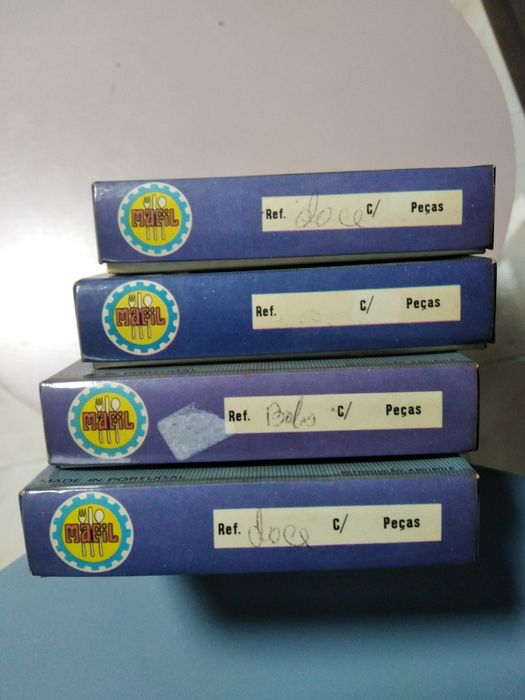 MAFIL Ref. doce C/ Peças
MAFIL Ref. C/ Peças
MAFIL Ref. Bolo C/ Peças
MADE IN PORTUGAL
MAFIL Ref. doce C/ Peças